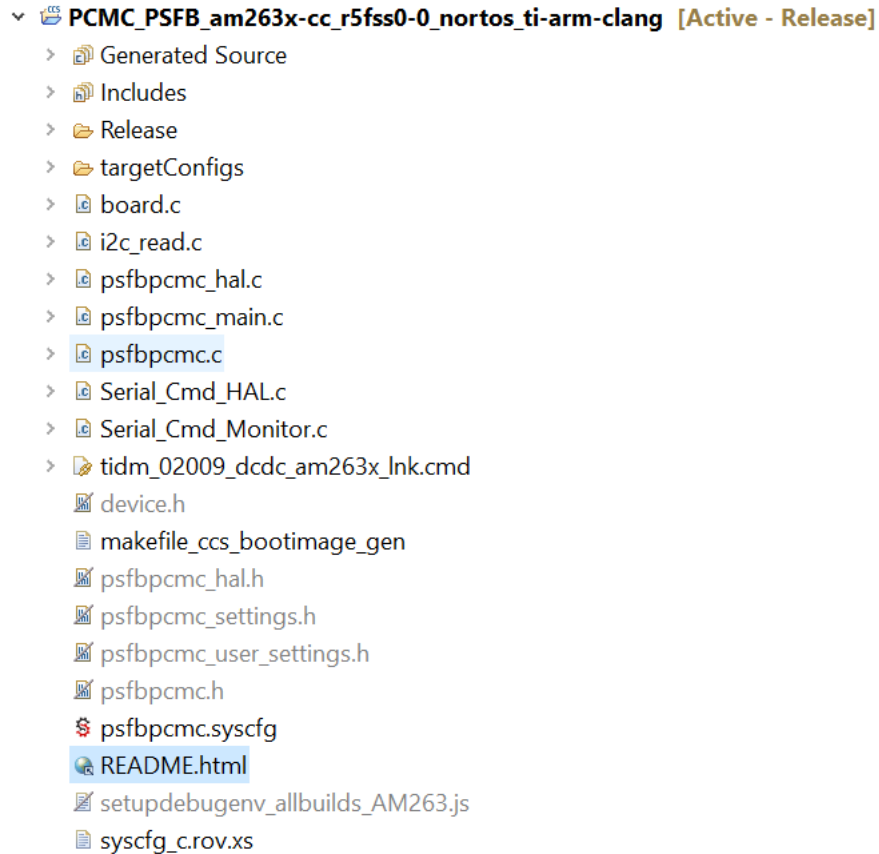 PCMC_PSFB_am263x-cc_r5fss0-0_nortos_ti-arm-clang [Active - Release]
Generated Source
Includes
Release
targetConfigs
board.c
i2c_read.c
psfbpcmc_hal.c
psfbpcmc_main.c
psfbpcmc.c
Serial_Cmd_HAL.c
Serial_Cmd_Monitor.c
tidm_02009_dcdc_am263x_lnk.cmd
device.h
makefile_ccs_bootimage_gen
psfbpcmc_hal.h
psfbpcmc_settings.h
psfbpcmc_user_settings.h
psfbpcmc.h
psfbpcmc.syscfg
README.html
setupdebugenv_allbuilds_AM263.js
syscfg_c.rov.xs